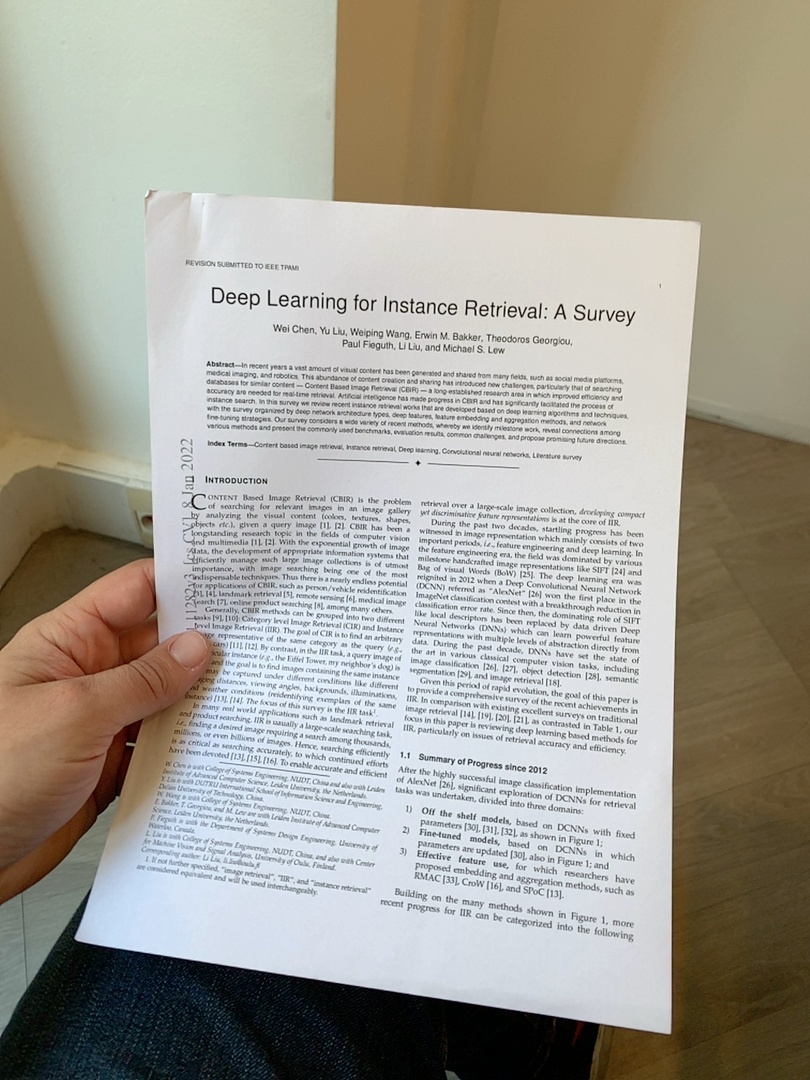 REVISION SUBMITTED TO IEEE TPAMI
1
Deep Learning for Instance Retrieval: A Survey
Wei Chen, Yu Liu, Weiping Wang, Erwin M. Bakker, Theodoros Georgiou,
Paul Fieguth, Li Liu, and Michael S. Lew
Abstract—In recent years a vast amount of visual content has been generated and shared from many fields, such as social media platforms,
medical imaging, and robotics. This abundance of content creation and sharing has introduced new challenges, particularly that of searching
databases for similar content — Content Based Image Retrieval (CBIR) — a long-established research area in which improved efficiency and
accuracy are needed for real-time retrieval. Artificial intelligence has made progress in CBIR and has significantly facilitated the process of
instance search. In this survey we review recent instance retrieval works that are developed based on deep learning algorithms and techniques,
with the survey organized by deep network architecture types, deep features, feature embedding and aggregation methods, and network
fine-tuning strategies. Our survey considers a wide variety of recent methods, whereby we identify milestone work, reveal connections among
various methods and present the commonly used benchmarks, evaluation results, common challenges, and propose promising future directions.
Index Terms—Content based image retrieval, Instance retrieval, Deep learning, Convolutional neural networks, Literature survey
18 Jan 2022
INTRODUCTION
CONTENT Based Image Retrieval (CBIR) is the problem
of searching for relevant images in an image gallery
by analyzing the visual content (colors, textures, shapes,
objects etc.), given a query image [1], [2]. CBIR has been a
longstanding research topic in the fields of computer vision
and multimedia [1], [2]. With the exponential growth of image
data, the development of appropriate information systems that
efficiently manage such large image collections is of utmost
importance, with image searching being one of the most
indispensable techniques. Thus there is a nearly endless potential
for applications of CBIR, such as person/vehicle reidentification
[4], landmark retrieval [5], remote sensing [6], medical image
search [7], online product searching [8], among many others.
Generally, CBIR methods can be grouped into two different
tasks [9], [10]: Category level Image Retrieval (CIR) and Instance
level Image Retrieval (IIR). The goal of CIR is to find an arbitrary
representative of the same category as the query (e.g.,
cars) [11], [12]. By contrast, in the IIR task, a query image of
instance (e.g., the Eiffel Tower, my neighbor's dog) is
and the goal is to find images containing the same instance
may be captured under different conditions like different
distances, viewing angles, backgrounds, illuminations,
weather conditions (reidentifying exemplars of the same
instance) [13], [14]. The focus of this survey is the IIR task¹.
In many real world applications such as landmark retrieval
and product searching, IIR is usually a large-scale searching task,
i.e., finding a desired image requiring a search among thousands,
millions, or even billions of images. Hence, searching efficiently
is as critical as searching accurately, to which continued efforts
have been devoted [13], [15], [16]. To enable accurate and efficient
W. Chen is with College of Systems Engineering, NUDT, China and also with Leiden
Institute of Advanced Computer Science, Leiden University, the Netherlands.
Y. Liu is with DUTRU International School of Information Science and Engineering,
Dalian University of Technology, China.
W. Wang is with College of Systems Engineering, NUDT, China.
E. Bakker, T. Georgiou, and M. Lew are with Leiden Institute of Advanced Computer
Science, Leiden University, the Netherlands.
P. Fieguth is with the Department of Systems Design Engineering, University of
Waterloo, Canada.
L. Liu is with College of Systems Engineering, NUDT, China, and also with Center
for Machine Vision and Signal Analysis, University of Oulu, Finland.
Corresponding author: Li Liu, li.liu@oulu.fi
1. If not further specified, "image retrieval", "IIR", and "instance retrieval"
are considered equivalent and will be used interchangeably.
retrieval over a large-scale image collection, developing compact
yet discriminative feature representations is at the core of IIR.
During the past two decades, startling progress has been
witnessed in image representation which mainly consists of two
important periods, i.e., feature engineering and deep learning. In
the feature engineering era, the field was dominated by various
milestone handcrafted image representations like SIFT [24] and
Bag of visual Words (BoW) [25]. The deep learning era was
reignited in 2012 when a Deep Convolutional Neural Network
(DCNN) referred as "AlexNet" [26] won the first place in the
ImageNet classification contest with a breakthrough reduction in
classification error rate. Since then, the dominating role of SIFT
like local descriptors has been replaced by data driven Deep
Neural Networks (DNNs) which can learn powerful feature
representations with multiple levels of abstraction directly from
data. During the past decade, DNNs have set the state of
the art in various classical computer vision tasks, including
image classification [26], [27], object detection [28], semantic
segmentation [29], and image retrieval [18].
Given this period of rapid evolution, the goal of this paper is
to provide a comprehensive survey of the recent achievements in
IIR. In comparison with existing excellent surveys on traditional
image retrieval [14], [19], [20], [21], as contrasted in Table 1, our
focus in this paper is reviewing deep learning based methods for
IIR, particularly on issues of retrieval accuracy and efficiency.
1.1 Summary of Progress since 2012
After the highly successful image classification implementation
of AlexNet [26], significant exploration of DCNNs for retrieval
tasks was undertaken, divided into three domains:
1) Off the shelf models, based on DCNNs with fixed
parameters [30], [31], [32], as shown in Figure 1;
2) Fine-tuned models, based on DCNNs in which
parameters are updated [30], also in Figure 1; and
3) Effective feature use, for which researchers have
proposed embedding and aggregation methods, such as
RMAC [33], CroW [16], and SPoC [13].
Building on the many methods shown in Figure 1, more
recent progress for IIR can be categorized into the following